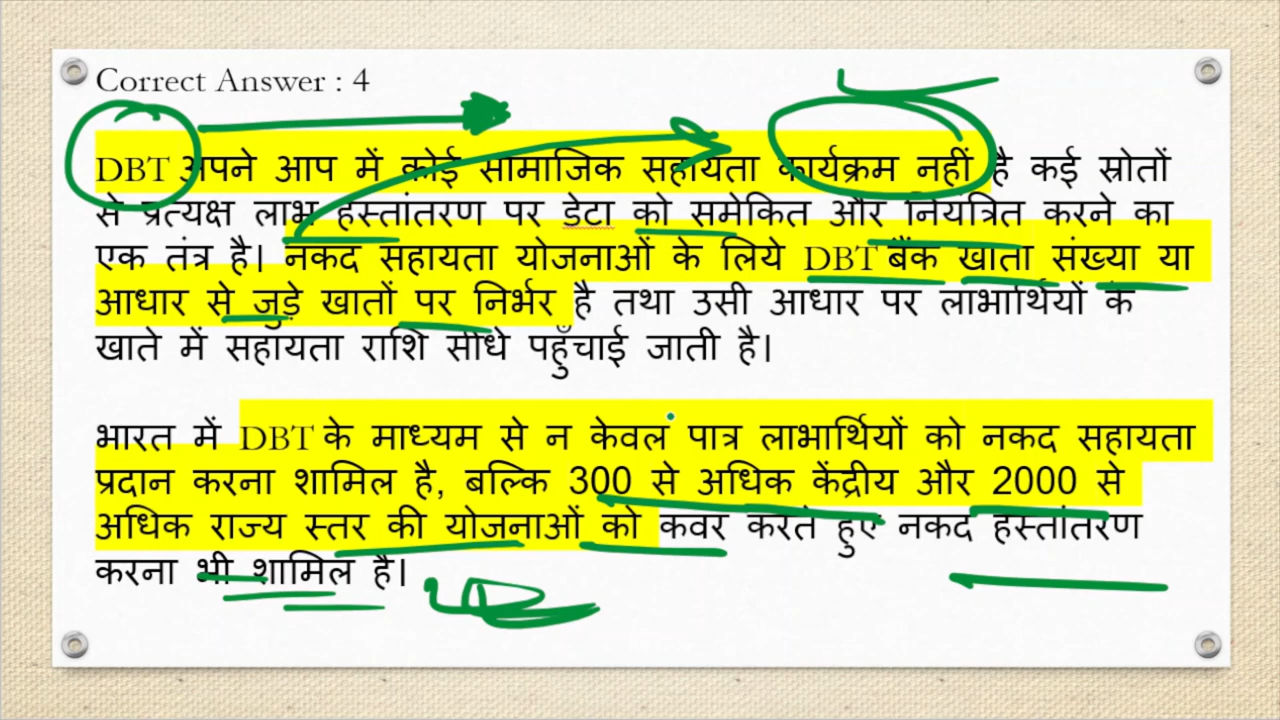 Correct Answer : 4
DBT अपने आप में कोई सामाजिक सहायता कार्यक्रम नहीं है कई स्रोतों
से प्रत्यक्ष लाभ हस्तांतरण पर डेटा को समेकित और नियंत्रित करने का
एक तंत्र है। नकद सहायता योजनाओं के लिये DBT बैंक खाता संख्या या
आधार से जुड़े खातों पर निर्भर है तथा उसी आधार पर लाभार्थियों के
खाते में सहायता राशि सीधे पहुँचाई जाती है।
भारत में DBT के माध्यम से न केवल पात्र लाभार्थियों को नकद सहायता
प्रदान करना शामिल है, बल्कि 300 से अधिक केंद्रीय और 2000 से
अधिक राज्य स्तर की योजनाओं को कवर करते हुए नकद हस्तांतरण
करना भी शामिल है।